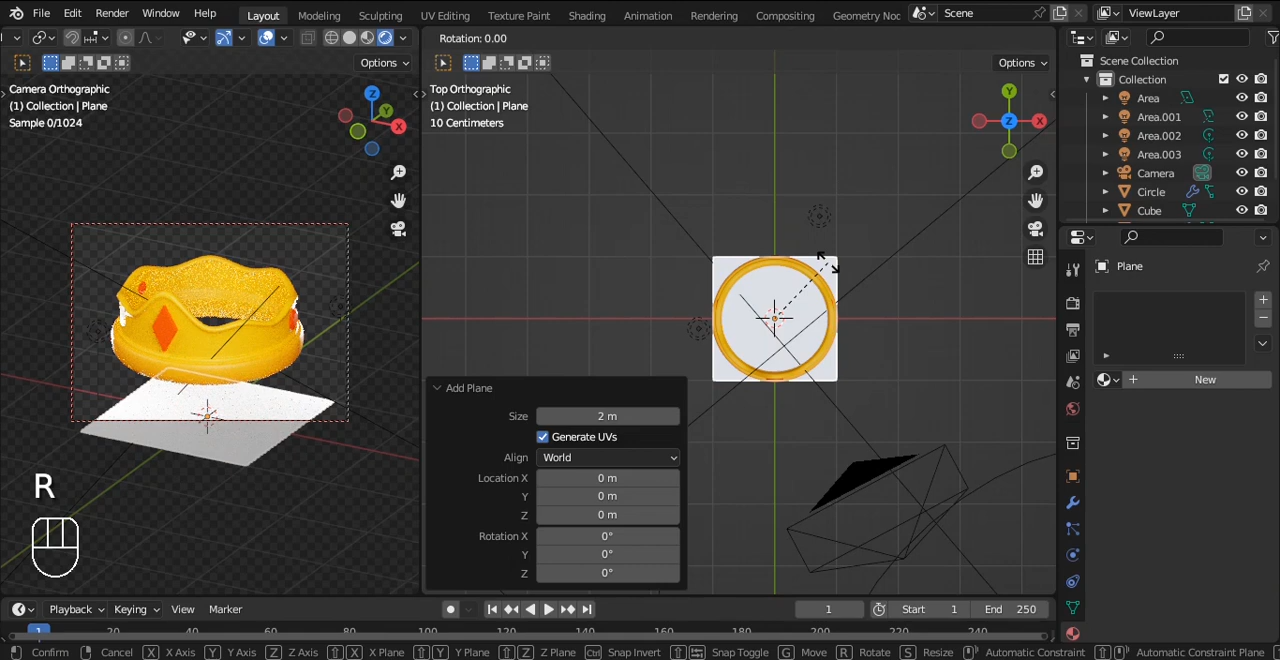 File Edit Render Window Help Layout Modeling Sculpting UV Editing Texture Paint Shading Animation Rendering Compositing Geometry Noc Scene ViewLayer
Rotation: 0.00
Options
Options
Camera Orthographic
(1) Collection | Plane
Sample 0/1024
Top Orthographic
(1) Collection | Plane
10 Centimeters
Z
Y
X
Y
Z
X
Scene Collection
Collection
Area
Area.001
Area.002
Area.003
Camera
Circle
Cube
Plane
New
Add Plane
Size 2 m
Generate UVs
Align World
Location X 0 m
Y 0 m
Z 0 m
Rotation X 0°
Y 0°
Z 0°
R
Playback Keying View Marker 1 Start 1 End 250
1 20 40 60 80 100 120 140 160 180 200 220 240
Confirm Cancel X X Axis Y Y Axis Z Z Axis X X Plane Y Y Plane Z Z Plane Ctrl Snap Invert Snap Toggle G Move R Rotate S Resize Automatic Constraint Automatic Constraint Plane